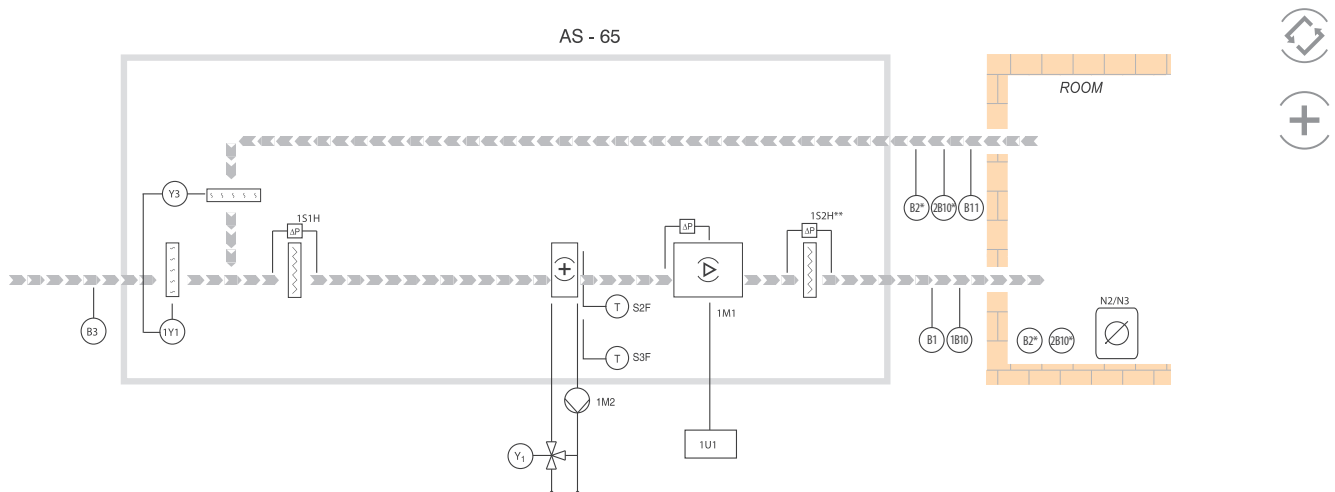 AS - 65
ROOM
Y3
1S1H
ΔP
ΔP
1S2H**
ΔP
B2*
2B10*
B11
B3
1Y1
T
S2F
T
S3F
1M1
B1
1B10
B2*
2B10*
N2/N3
1M2
1U1
Y1